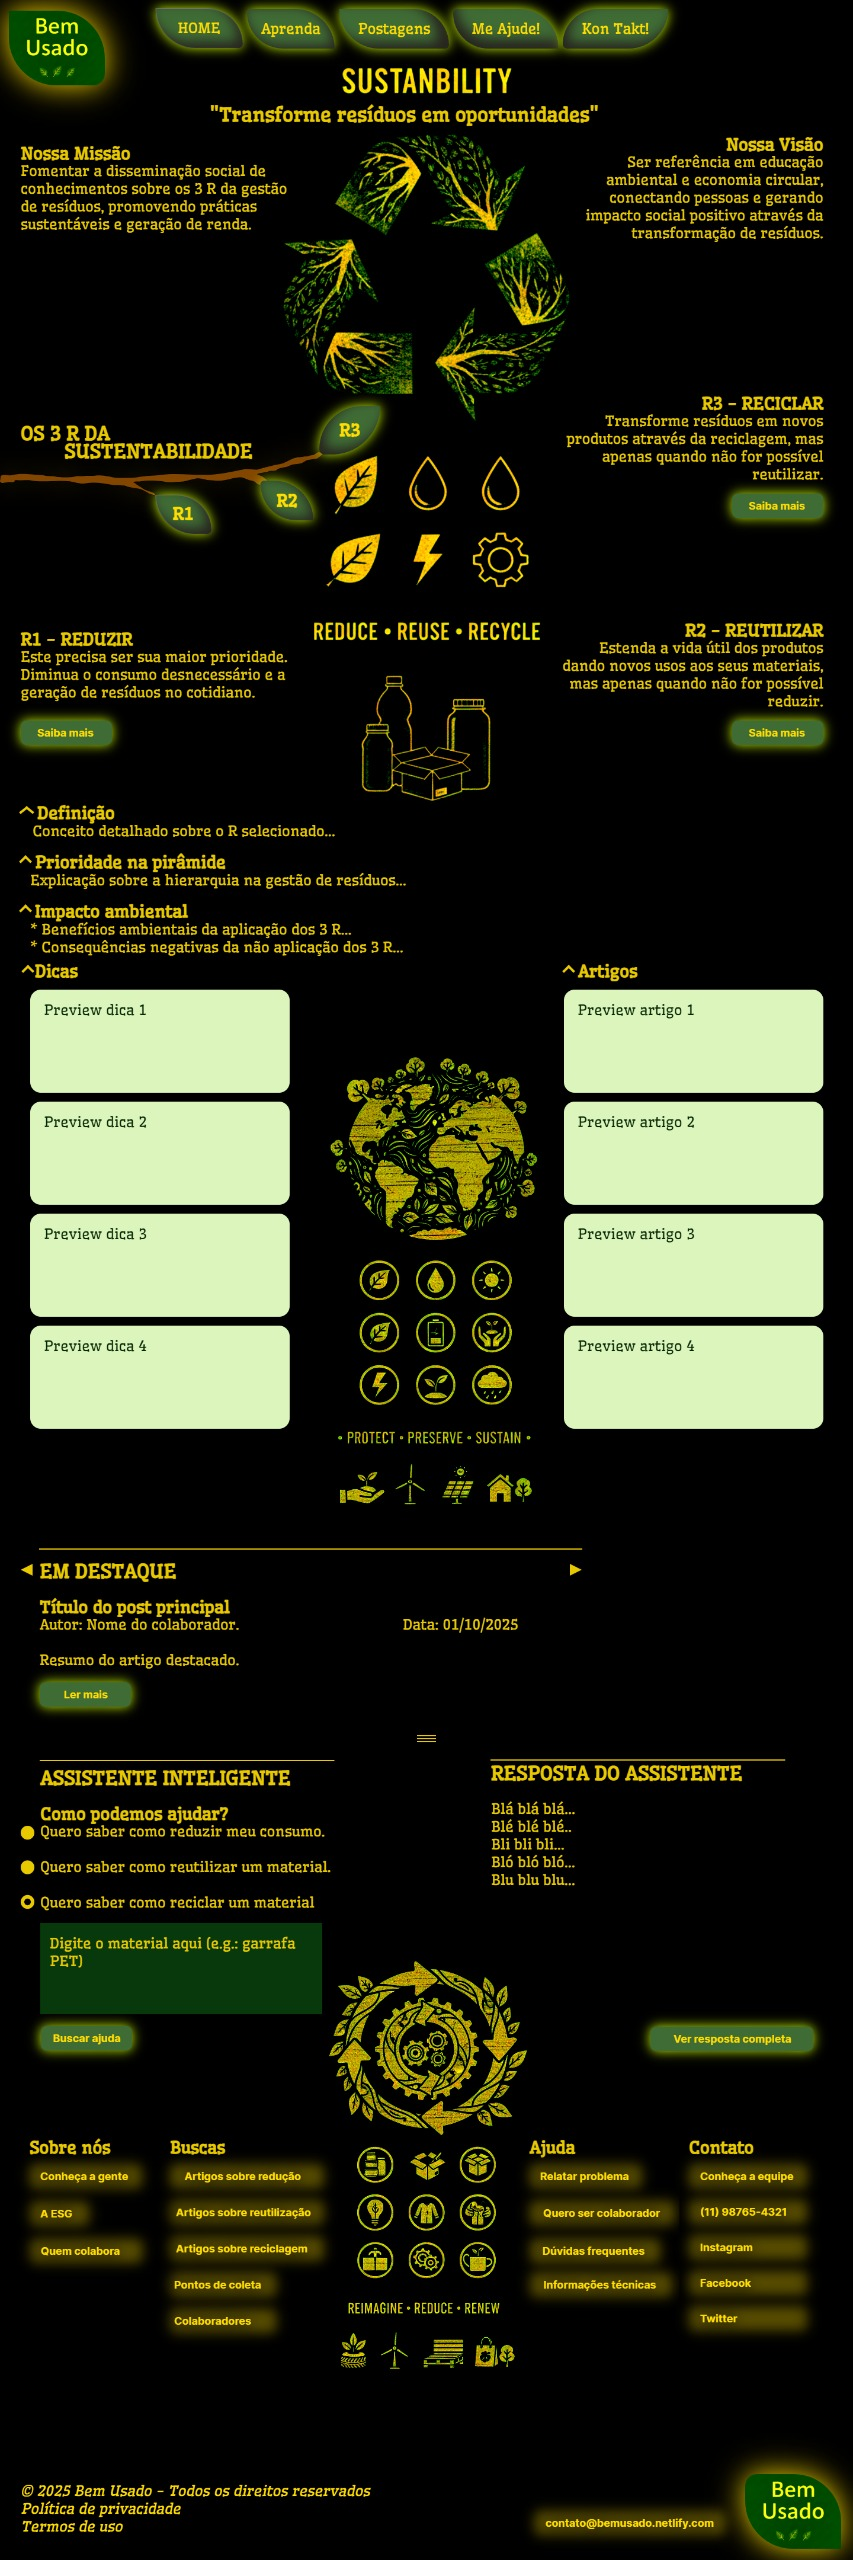 Bem
Usado
HOME
Aprenda
Postagens
Me Ajude!
Kon Takt!
SUSTANBILITY
"Transforme resíduos em oportunidades"
Nossa Missão
Fomentar a disseminação social de
conhecimentos sobre os 3 R da gestão
de resíduos, promovendo práticas
sustentáveis e geração de renda.
Nossa Visão
Ser referência em educação
ambiental e economia circular,
conectando pessoas e gerando
impacto social positivo através da
transformação de resíduos.
OS 3 R DA
SUSTENTABILIDADE
R3
R2
R1
R3 - RECICLAR
Transforme resíduos em novos
produtos através da reciclagem, mas
apenas quando não for possível
reutilizar.
Saiba mais
REDUCE • REUSE • RECYCLE
R1 - REDUZIR
Este precisa ser sua maior prioridade.
Diminua o consumo desnecessário e a
geração de resíduos no cotidiano.
Saiba mais
R2 - REUTILIZAR
Estenda a vida útil dos produtos
dando novos usos aos seus materiais,
mas apenas quando não for possível
reduzir.
Saiba mais
Definição
Conceito detalhado sobre o R selecionado...
Prioridade na pirâmide
Explicação sobre a hierarquia na gestão de resíduos...
Impacto ambiental
* Benefícios ambientais da aplicação dos 3 R...
* Consequências negativas da não aplicação dos 3 R...
Dicas
Preview dica 1
Preview dica 2
Preview dica 3
Preview dica 4
Artigos
Preview artigo 1
Preview artigo 2
Preview artigo 3
Preview artigo 4
• PROTECT • PRESERVE • SUSTAIN •
EM DESTAQUE
Título do post principal
Autor: Nome do colaborador.
Data: 01/10/2025
Resumo do artigo destacado.
Ler mais
ASSISTENTE INTELIGENTE
Como podemos ajudar?
Quero saber como reduzir meu consumo.
Quero saber como reutilizar um material.
Quero saber como reciclar um material
Digite o material aqui (e.g.: garrafa
PET)
Buscar ajuda
RESPOSTA DO ASSISTENTE
Blá blá blá...
Blé blé blé..
Bli bli bli...
Bló bló bló...
Blu blu blu...
Ver resposta completa
Sobre nós
Conheça a gente
A ESG
Quem colabora
Buscas
Artigos sobre redução
Artigos sobre reutilização
Artigos sobre reciclagem
Pontos de coleta
Colaboradores
REIMAGINE • REDUCE • RENEW
Ajuda
Relatar problema
Quero ser colaborador
Dúvidas frequentes
Informações técnicas
Contato
Conheça a equipe
(11) 98765-4321
Instagram
Facebook
Twitter
© 2025 Bem Usado - Todos os direitos reservados
Política de privacidade
Termos de uso
contato@bemusado.netlify.com
Bem
Usado